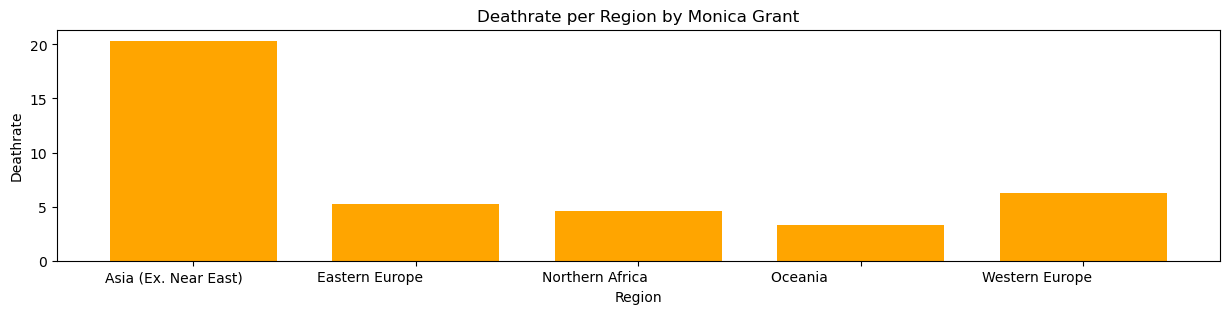 Deathrate per Region by Monica Grant
Deathrate
20
15
10
5
0
Asia (Ex. Near East) Eastern Europe Northern Africa Oceania Western Europe
Region